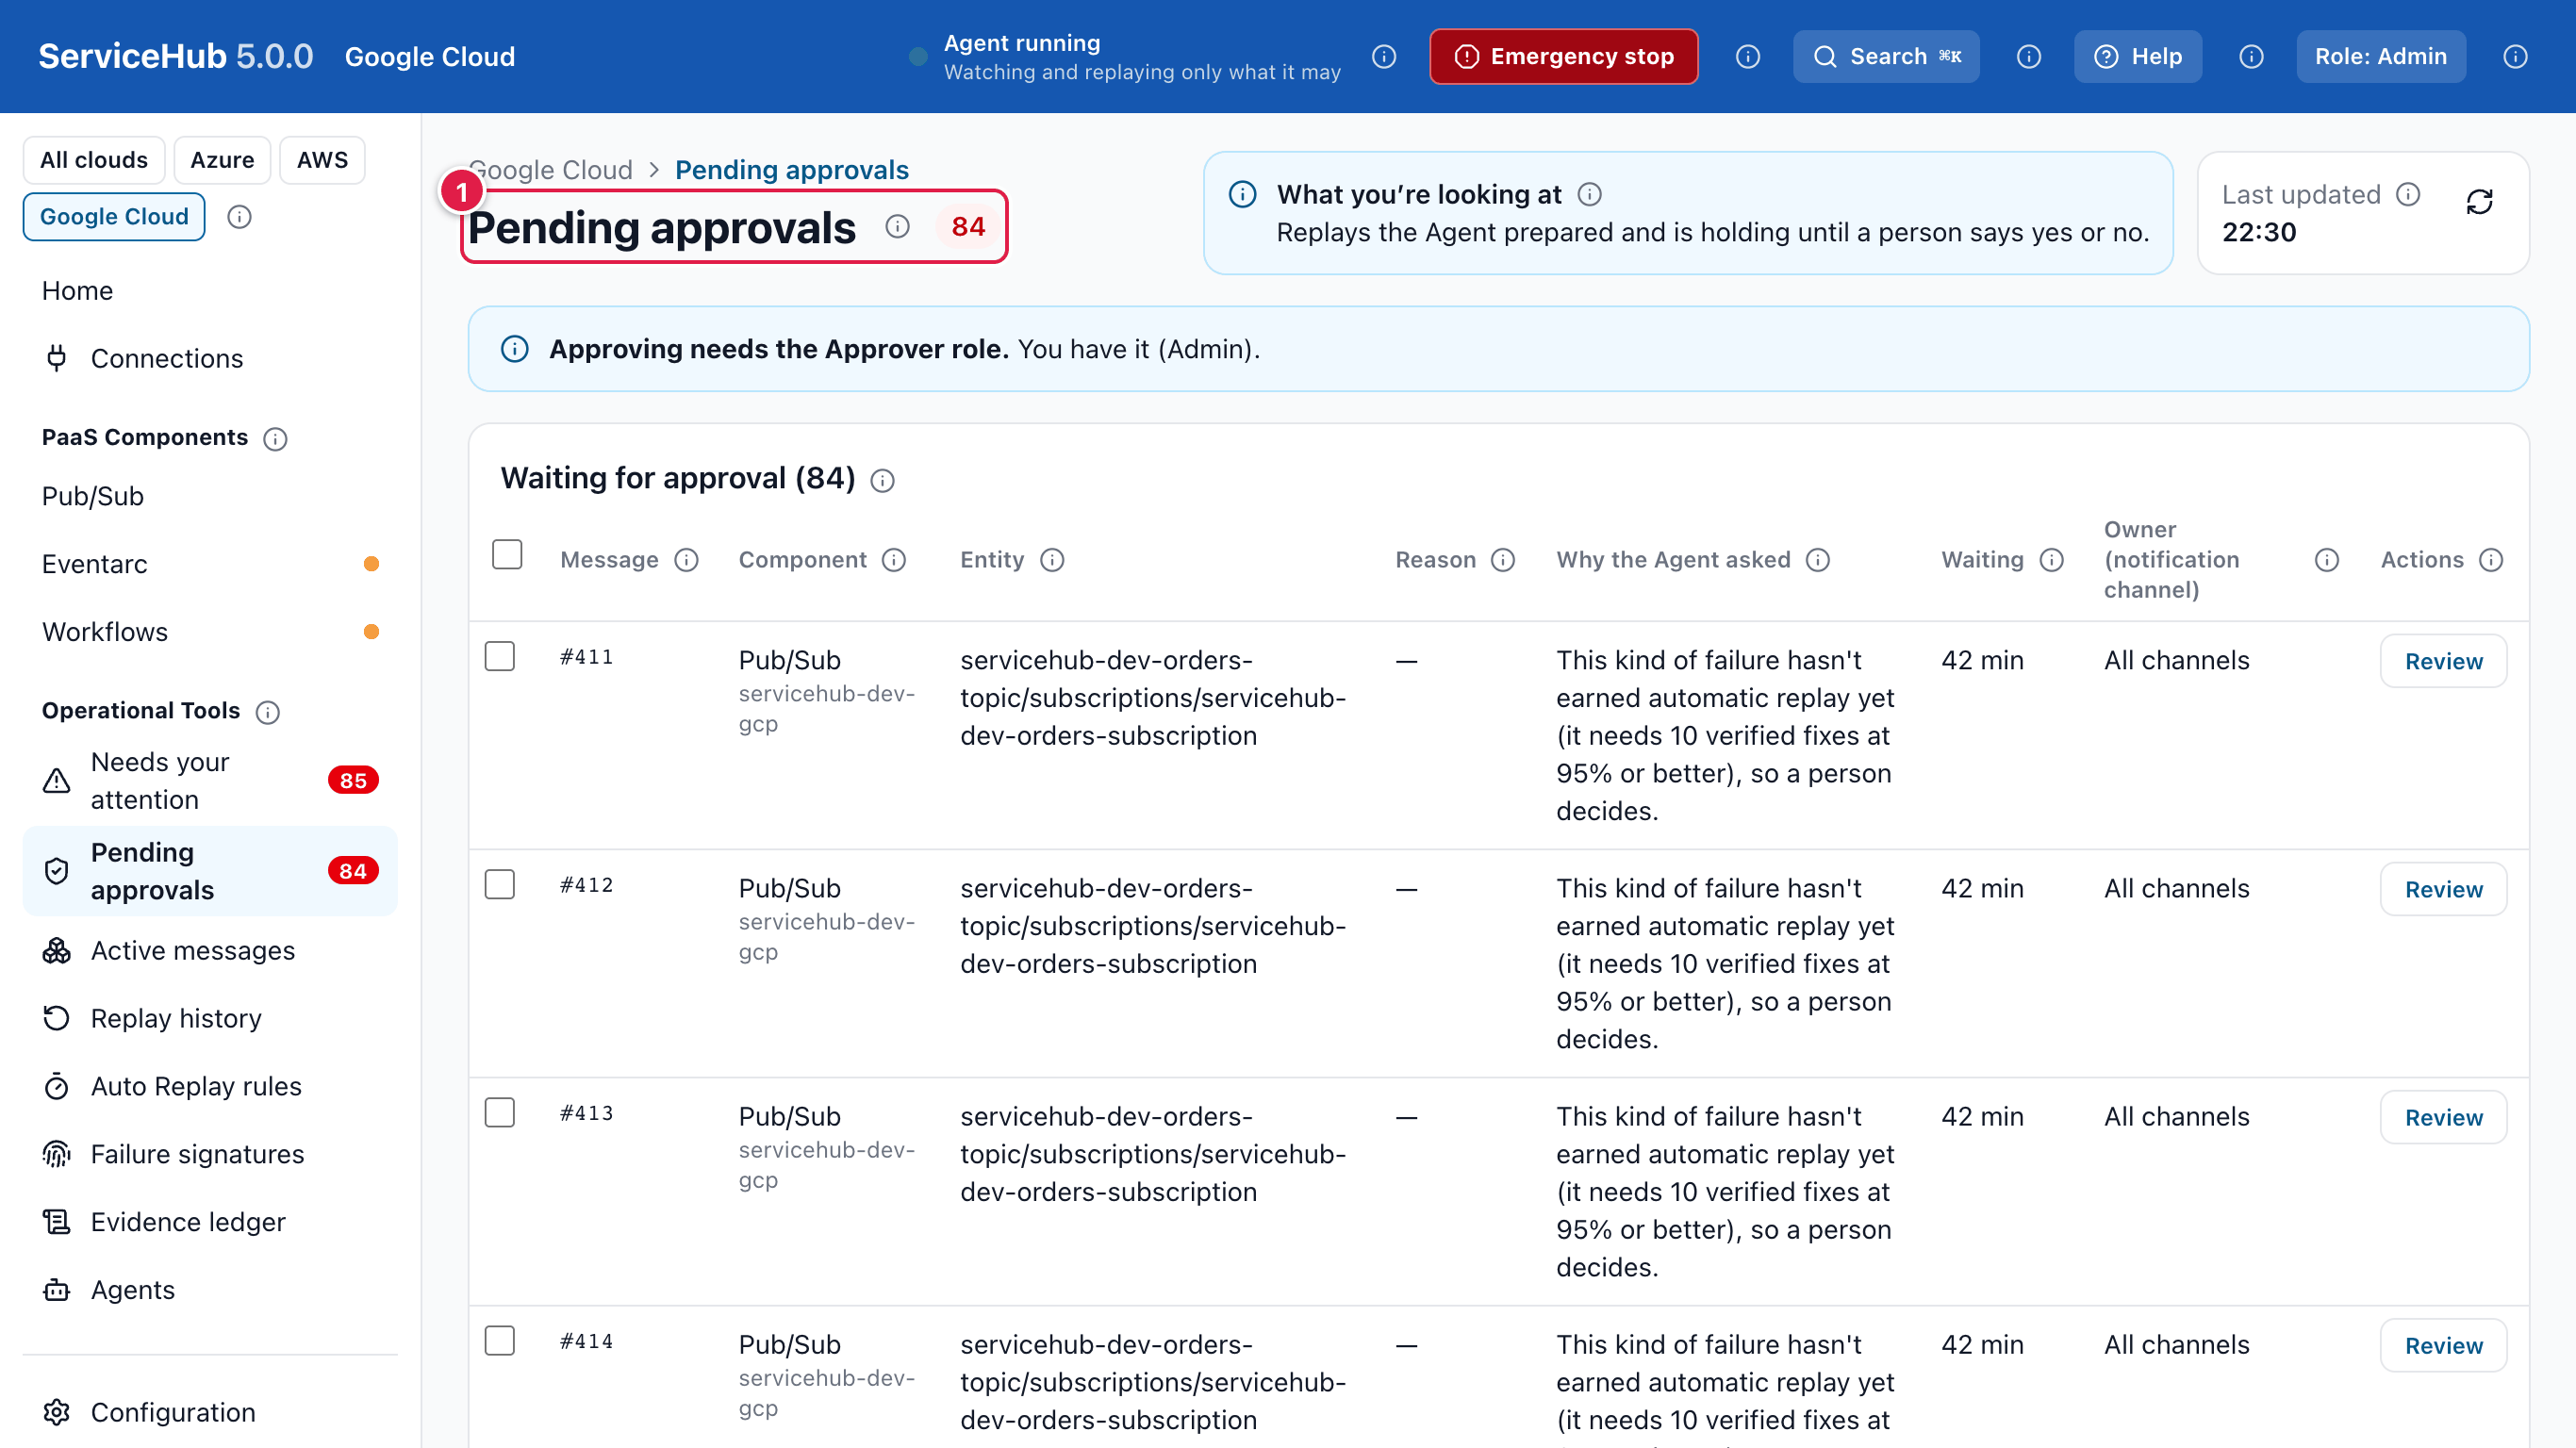 ServiceHub 5.0.0 Google Cloud
Agent running
Watching and replaying only what it may
Emergency stop
Search ⌘K
Help
Role: Admin
All clouds
Azure
AWS
Google Cloud
Home
Connections
PaaS Components
Pub/Sub
Eventarc
Workflows
Operational Tools
Needs your
attention
85
Pending
approvals
84
Active messages
Replay history
Auto Replay rules
Failure signatures
Evidence ledger
Agents
Configuration
Google Cloud > Pending approvals
1
Pending approvals 84
What you're looking at
Replays the Agent prepared and is holding until a person says yes or no.
Last updated
22:30
Approving needs the Approver role. You have it (Admin).
Waiting for approval (84)
Message
Component
Entity
Reason
Why the Agent asked
Waiting
Owner
(notification
channel)
Actions
#411
Pub/Sub
servicehub-dev-
gcp
servicehub-dev-orders-
topic/subscriptions/servicehub-
dev-orders-subscription
—
This kind of failure hasn't
earned automatic replay yet
(it needs 10 verified fixes at
95% or better), so a person
decides.
42 min
All channels
Review
#412
Pub/Sub
servicehub-dev-
gcp
servicehub-dev-orders-
topic/subscriptions/servicehub-
dev-orders-subscription
—
This kind of failure hasn't
earned automatic replay yet
(it needs 10 verified fixes at
95% or better), so a person
decides.
42 min
All channels
Review
#413
Pub/Sub
servicehub-dev-
gcp
servicehub-dev-orders-
topic/subscriptions/servicehub-
dev-orders-subscription
—
This kind of failure hasn't
earned automatic replay yet
(it needs 10 verified fixes at
95% or better), so a person
decides.
42 min
All channels
Review
#414
Pub/Sub
servicehub-dev-
gcp
servicehub-dev-orders-
topic/subscriptions/servicehub-
dev-orders-subscription
—
This kind of failure hasn't
earned automatic replay yet
(it needs 10 verified fixes at
42 min
All channels
Review